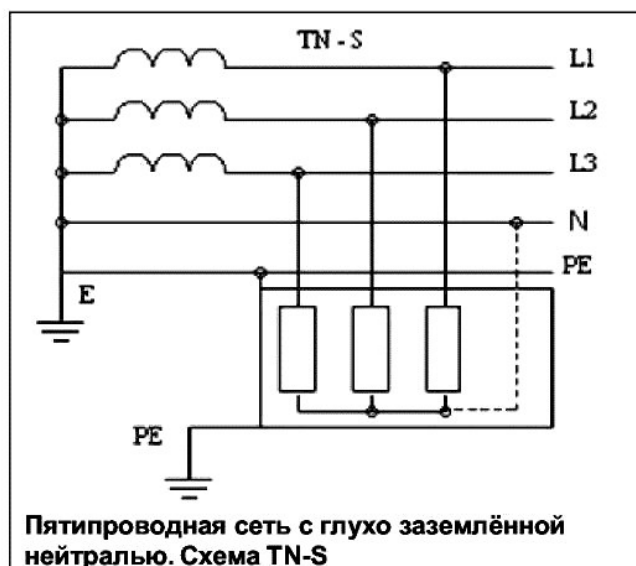 TN - S
L1
L2
L3
N
PE
E
PE
Пятипроводная сеть с глухо заземлённой
нейтралью. Схема TN-S